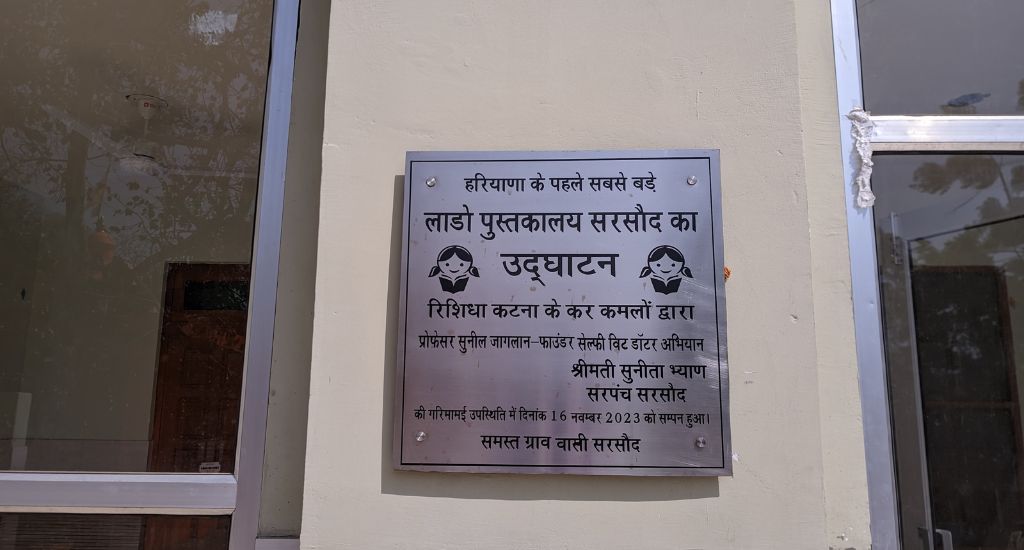 हरियाणा के पहले सबसे बड़े
लाडो पुस्तकालय सरसौद का
उद्घाटन
रिशिधा कटना के कर कमलों द्वारा
प्रोफेसर सुनील जागलान–फाउंडर सेल्फी विट डॉटर अभियान
श्रीमती सुनीता भ्याण
सरपंच सरसौद
की गरिमामई उपस्थिति में दिनांक 16 नवम्बर 2023 को सम्पन हुआ।
समस्त ग्राव वाली सरसौद